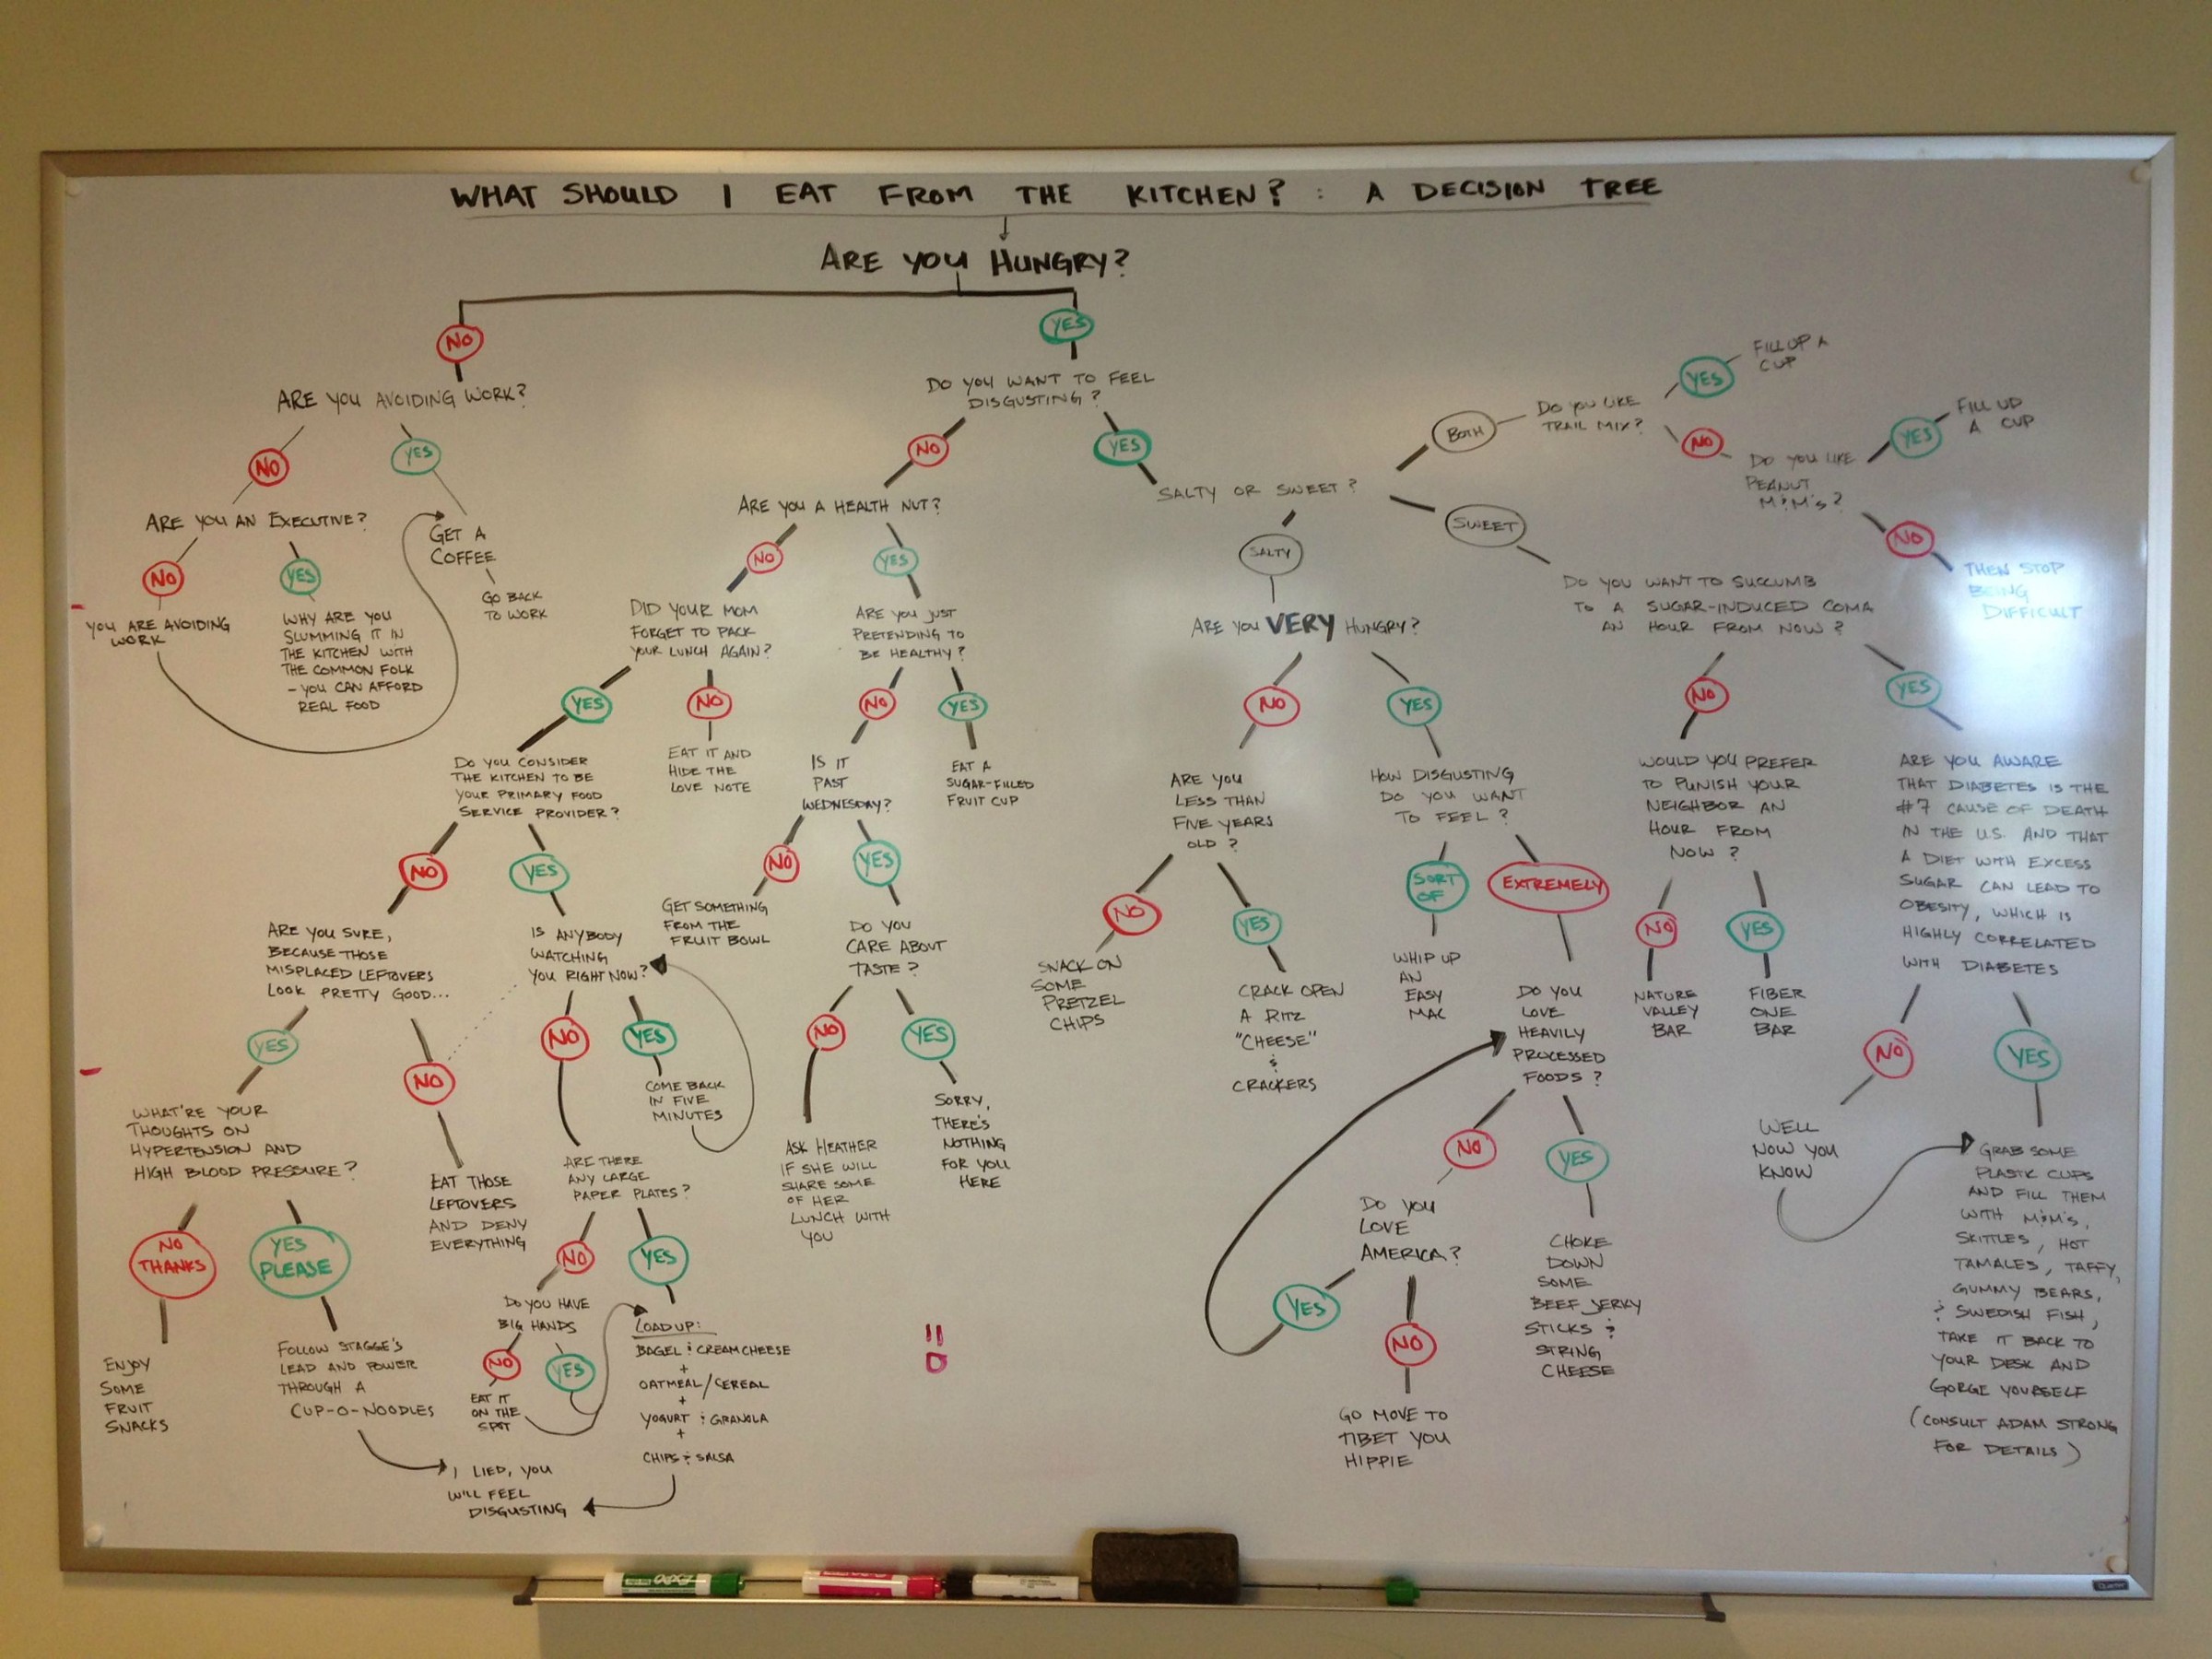 WHAT SHOULD I EAT FROM THE KITCHEN? : A DECISION TREE
ARE YOU HUNGRY?
NO
YES
ARE YOU AVOIDING WORK?
NO
YES
ARE YOU AN EXECUTIVE?
NO
YES
YOU ARE AVOIDING
WORK
WHY ARE YOU
SLUMMING IT IN
THE KITCHEN WITH
THE COMMON FOLK
- YOU CAN AFFORD
REAL FOOD
GET A
COFFEE
GO BACK
TO WORK
DO YOU WANT TO FEEL
DISGUSTING?
NO
YES
ARE YOU A HEALTH NUT?
NO
YES
DID YOUR MOM
FORGET TO PACK
YOUR LUNCH AGAIN?
YES
NO
EAT IT AND
HIDE THE
LOVE NOTE
DO YOU CONSIDER
THE KITCHEN TO BE
YOUR PRIMARY FOOD
SERVICE PROVIDER?
NO
YES
ARE YOU SURE,
BECAUSE THOSE
MISPLACED LEFTOVERS
LOOK PRETTY GOOD...
YES
NO
WHAT'RE YOUR
THOUGHTS ON
HYPERTENSION AND
HIGH BLOOD PRESSURE?
NO
THANKS
YES
PLEASE
ENJOY
SOME
FRUIT
SNACKS
FOLLOW STAGGE'S
LEAD AND POWER
THROUGH A
CUP-O-NOODLES
I LIED, YOU
WILL FEEL
DISGUSTING
EAT THOSE
LEFTOVERS
AND DENY
EVERYTHING
IS ANYBODY
WATCHING
YOU RIGHT NOW?
NO
YES
COME BACK
IN FIVE
MINUTES
ARE THERE
ANY LARGE
PAPER PLATES?
NO
YES
DO YOU HAVE
BIG HANDS
NO
YES
EAT IT
ON THE
SPOT
LOAD UP:
BAGEL & CREAM CHEESE
+
OATMEAL/CEREAL
+
YOGURT & GRANOLA
+
CHIPS & SALSA
ARE YOU JUST
PRETENDING TO
BE HEALTHY?
NO
YES
EAT A
SUGAR-FILLED
FRUIT CUP
IS IT
PAST
WEDNESDAY?
NO
YES
GET SOMETHING
FROM THE
FRUIT BOWL
DO YOU
CARE ABOUT
TASTE?
NO
YES
ASK HEATHER
IF SHE WILL
SHARE SOME
OF HER
LUNCH WITH
YOU
SORRY,
THERE'S
NOTHING
FOR YOU
HERE
SALTY OR SWEET?
BOTH
DO YOU LIKE
TRAIL MIX?
YES
FILL UP A
CUP
NO
DO YOU LIKE
PEANUT
M&M'S?
YES
FILL UP
A CUP
NO
THEN STOP
BEING
DIFFICULT
SALTY
ARE YOU VERY HUNGRY?
NO
YES
ARE YOU
LESS THAN
FIVE YEARS
OLD?
NO
YES
SNACK ON
SOME
PRETZEL
CHIPS
CRACK OPEN
A RITZ
"CHEESE"
&
CRACKERS
HOW DISGUSTING
DO YOU WANT
TO FEEL?
SORT
OF
EXTREMELY
WHIP UP
AN
EASY
MAC
DO YOU
LOVE
HEAVILY
PROCESSED
FOODS?
NO
YES
DO YOU
LOVE
AMERICA?
YES
NO
GO MOVE TO
TIBET YOU
HIPPIE
CHOKE
DOWN
SOME
BEEF JERKY
STICKS &
STRING
CHEESE
SWEET
DO YOU WANT TO SUCCUMB
TO A SUGAR-INDUCED COMA
AN HOUR FROM NOW?
NO
YES
WOULD YOU PREFER
TO PUNISH YOUR
NEIGHBOR AN
HOUR FROM
NOW?
NO
YES
NATURE
VALLEY
BAR
FIBER
ONE
BAR
ARE YOU AWARE
THAT DIABETES IS THE
#7 CAUSE OF DEATH
IN THE U.S. AND THAT
A DIET WITH EXCESS
SUGAR CAN LEAD TO
OBESITY, WHICH IS
HIGHLY CORRELATED
WITH DIABETES
NO
YES
WELL
NOW YOU
KNOW
GRAB SOME
PLASTIC CUPS
AND FILL THEM
WITH M&M'S,
SKITTLES, HOT
TAMALES, TAFFY,
GUMMY BEARS,
& SWEDISH FISH,
TAKE IT BACK TO
YOUR DESK AND
GORGE YOURSELF
(CONSULT ADAM STRONG
FOR DETAILS)
Quartet